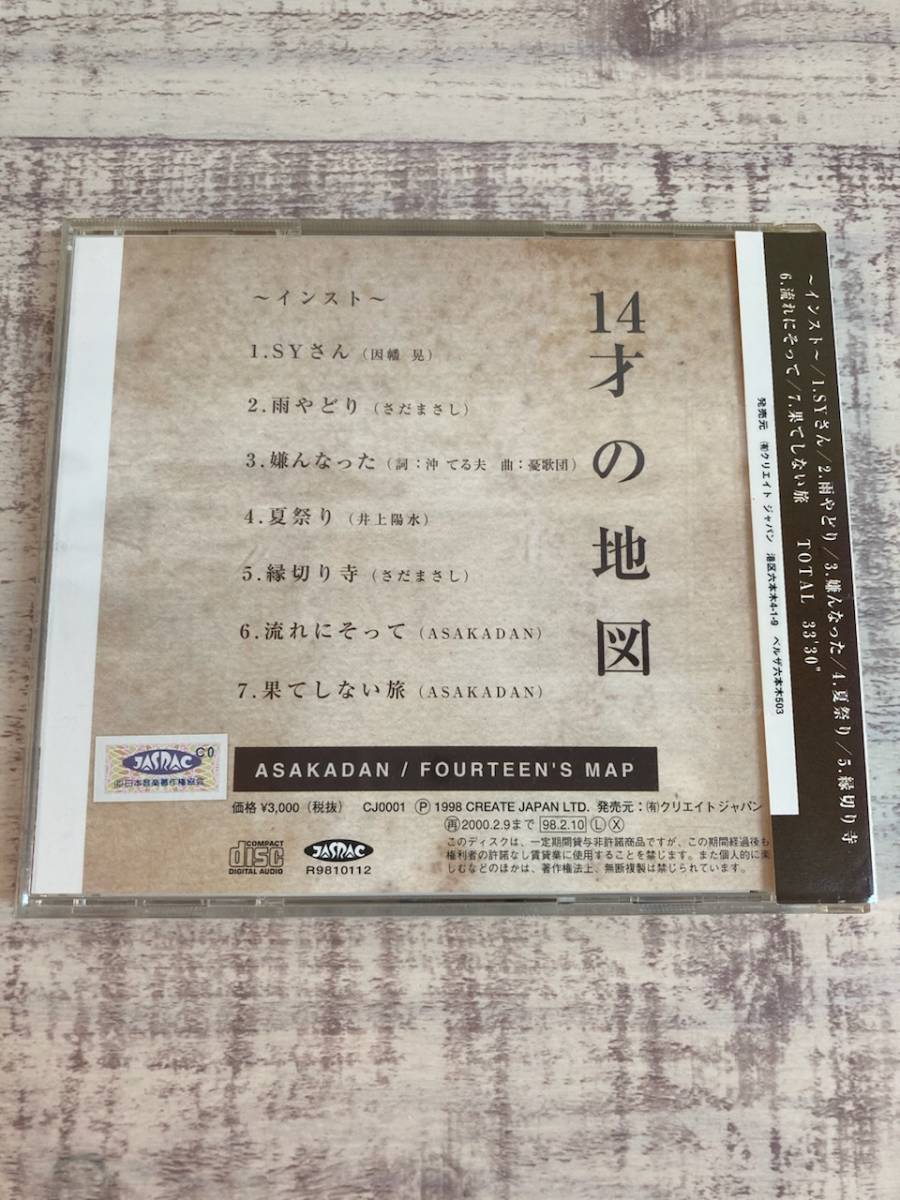 14才の地図
～インスト～
1.SYさん（因幡 晃）
2.雨やどり（さだまさし）
3.嫌んなった（詞：沖 てる夫 曲：憂歌団）
4.夏祭り（井上陽水）
5.縁切り寺（さだまさし）
6.流れにそって（ASAKADAN）
7.果てしない旅（ASAKADAN）
JASRAC
CO
㈳日本音楽著作権協会
ASAKADAN / FOURTEEN'S MAP
価格 ¥3,000（税抜） CJ0001 Ⓟ 1998 CREATE JAPAN LTD. 発売元：㈲クリエイトジャパン
再 2000.2.9まで 98.2.10 Ⓛ Ⓧ
このディスクは、一定期間貸与非許諾商品ですが、この期間経過後も
権利者の許諾なし賃貸業に使用することを禁じます。また個人的に楽
しむなどのほかは、著作権法上、無断複製は禁じられています。
COMPACT
disc
DIGITAL AUDIO
JASRAC
R9810112
～インスト～/1.SYさん/2.雨やどり/3.嫌んなった/4.夏祭り/5.縁切り寺
6.流れにそって/7.果てしない旅 TOTAL 33'30"
発売元 ㈲クリエイト ジャパン 港区六本木4-1-9 ベルザ六本木503